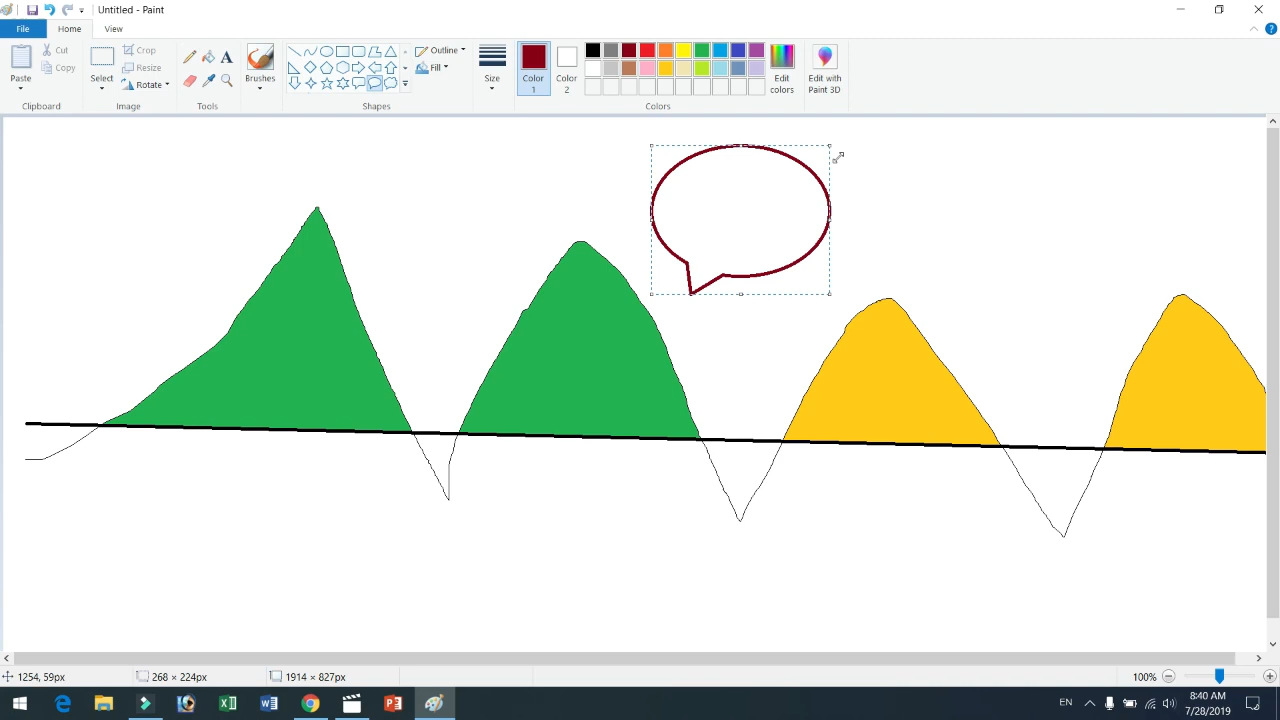 Untitled - Paint
File
Home
View
Paste
Cut
Copy
Clipboard
Select
Crop
Resize
Rotate
Image
A
Tools
Brushes
Outline
Fill
Shapes
Size
Color
1
Color
2
Edit
colors
Colors
Edit with
Paint 3D
1254, 59px
268 × 224px
1914 × 827px
100%
EN
8:40 AM
7/28/2019